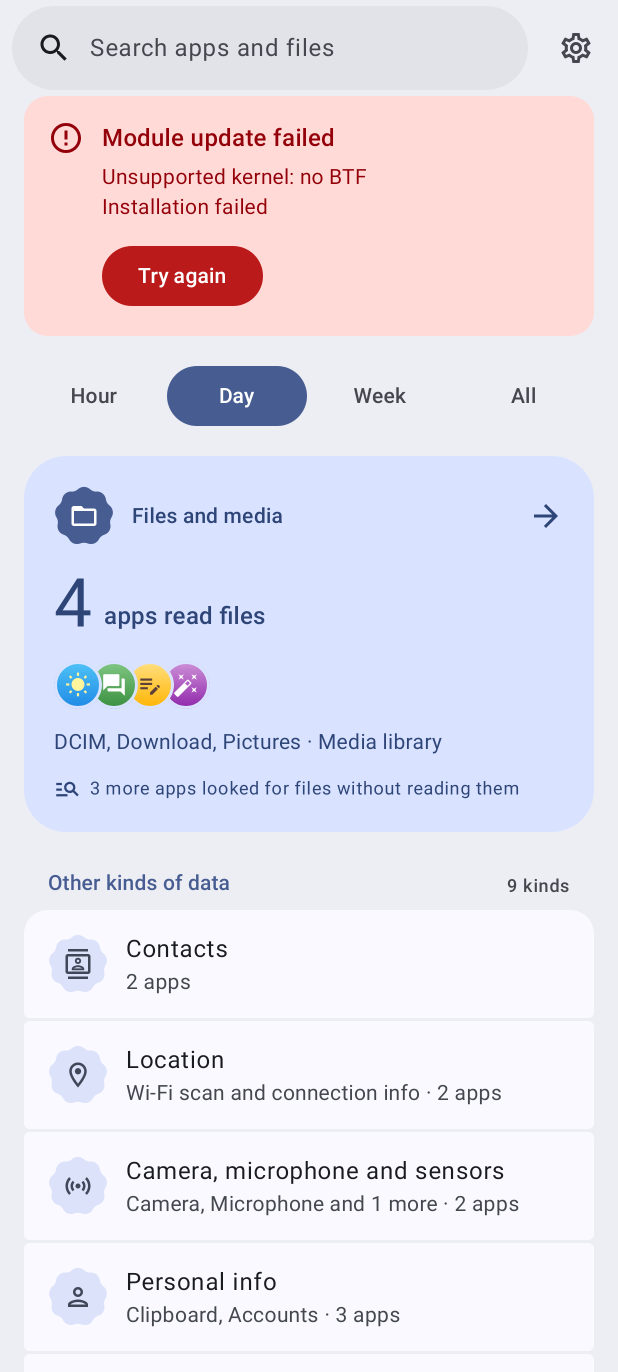 Search apps and files
Module update failed
Unsupported kernel: no BTF
Installation failed
Try again
Hour
Day
Week
All
Files and media
4 apps read files
DCIM, Download, Pictures · Media library
3 more apps looked for files without reading them
Other kinds of data
9 kinds
Contacts
2 apps
Location
Wi-Fi scan and connection info · 2 apps
Camera, microphone and sensors
Camera, Microphone and 1 more · 2 apps
Personal info
Clipboard, Accounts · 3 apps